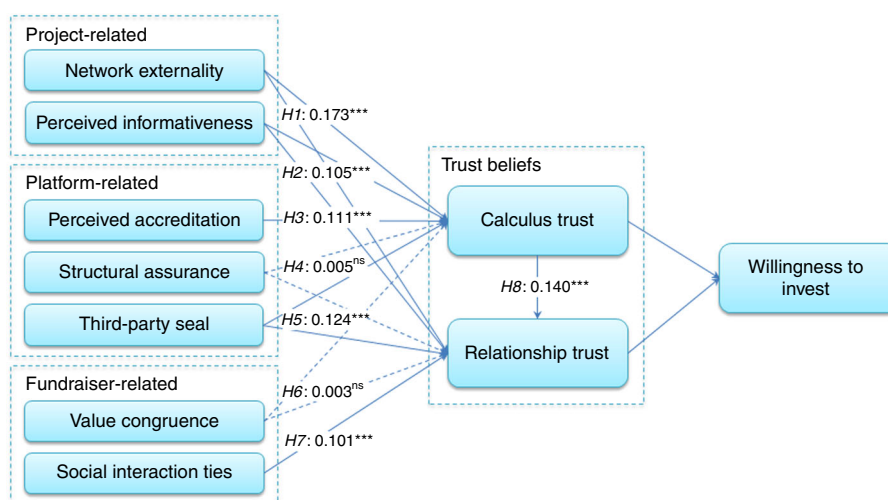 Project-related
Network externality
Perceived informativeness
Platform-related
Perceived accreditation
Structural assurance
Third-party seal
Fundraiser-related
Value congruence
Social interaction ties
H1: 0.173***
H2: 0.105***
H3: 0.111***
H4: 0.005ns
H5: 0.124***
H6: 0.003ns
H7: 0.101***
Trust beliefs
Calculus trust
H8: 0.140***
Relationship trust
Willingness to
invest